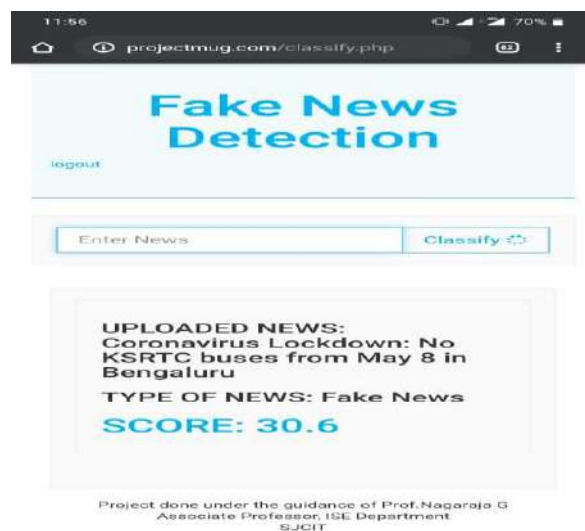 11:56
70%
projectmug.com/classify.php
82
Fake News
Detection
logout
Enter News
Classify
UPLOADED NEWS:
Coronavirus Lockdown: No
KSRTC buses from May 8 in
Bengaluru
TYPE OF NEWS: Fake News
SCORE: 30.6
Project done under the guidance of Prof.Nagaraja G
Associate Professor, ISE Department
SJCIT